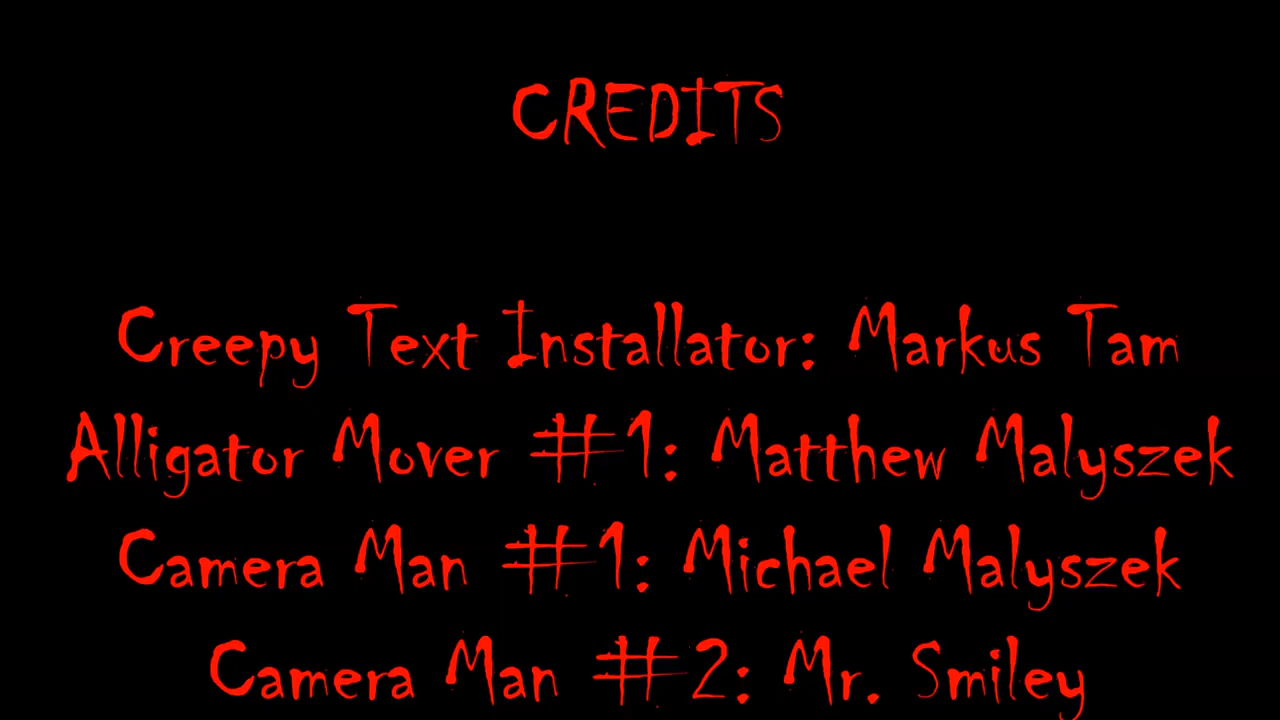 CREDITS
Creepy Text Installator: Markus Tam
Alligator Mover #1: Matthew Malyszek
Camera Man #1: Michael Malyszek
Camera Man #2: Mr. Smiley